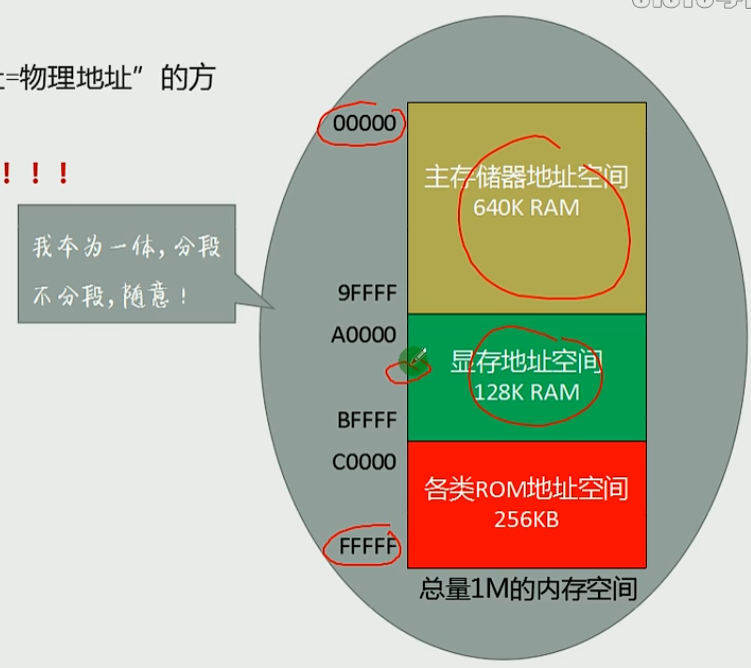 =物理地址”的方
！！！
我本为一体,分段
不分段,随意！
00000
主存储器地址空间
640K RAM
9FFFF
A0000
显存地址空间
128K RAM
BFFFF
C0000
各类ROM地址空间
256KB
FFFFF
总量1M的内存空间